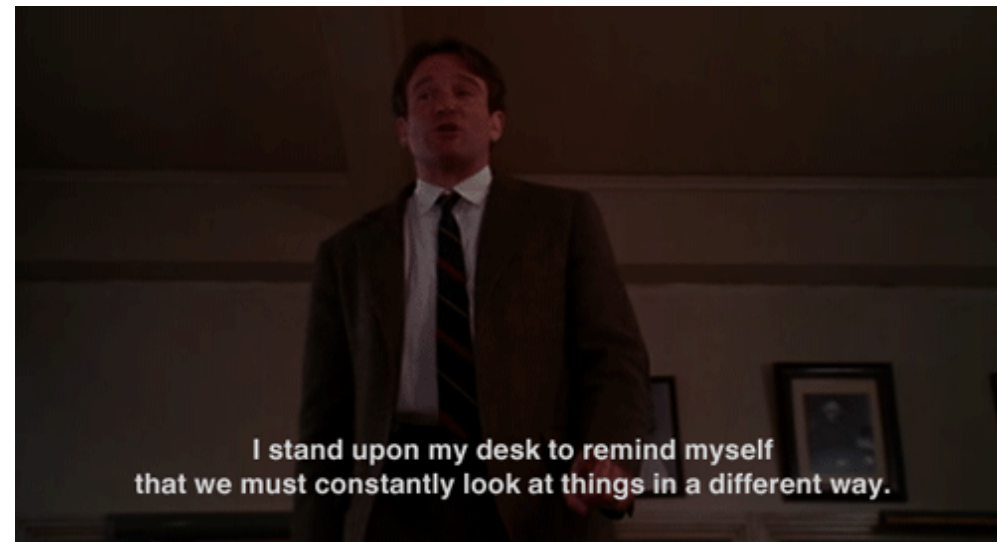 I stand upon my desk to remind myself
that we must constantly look at things in a different way.